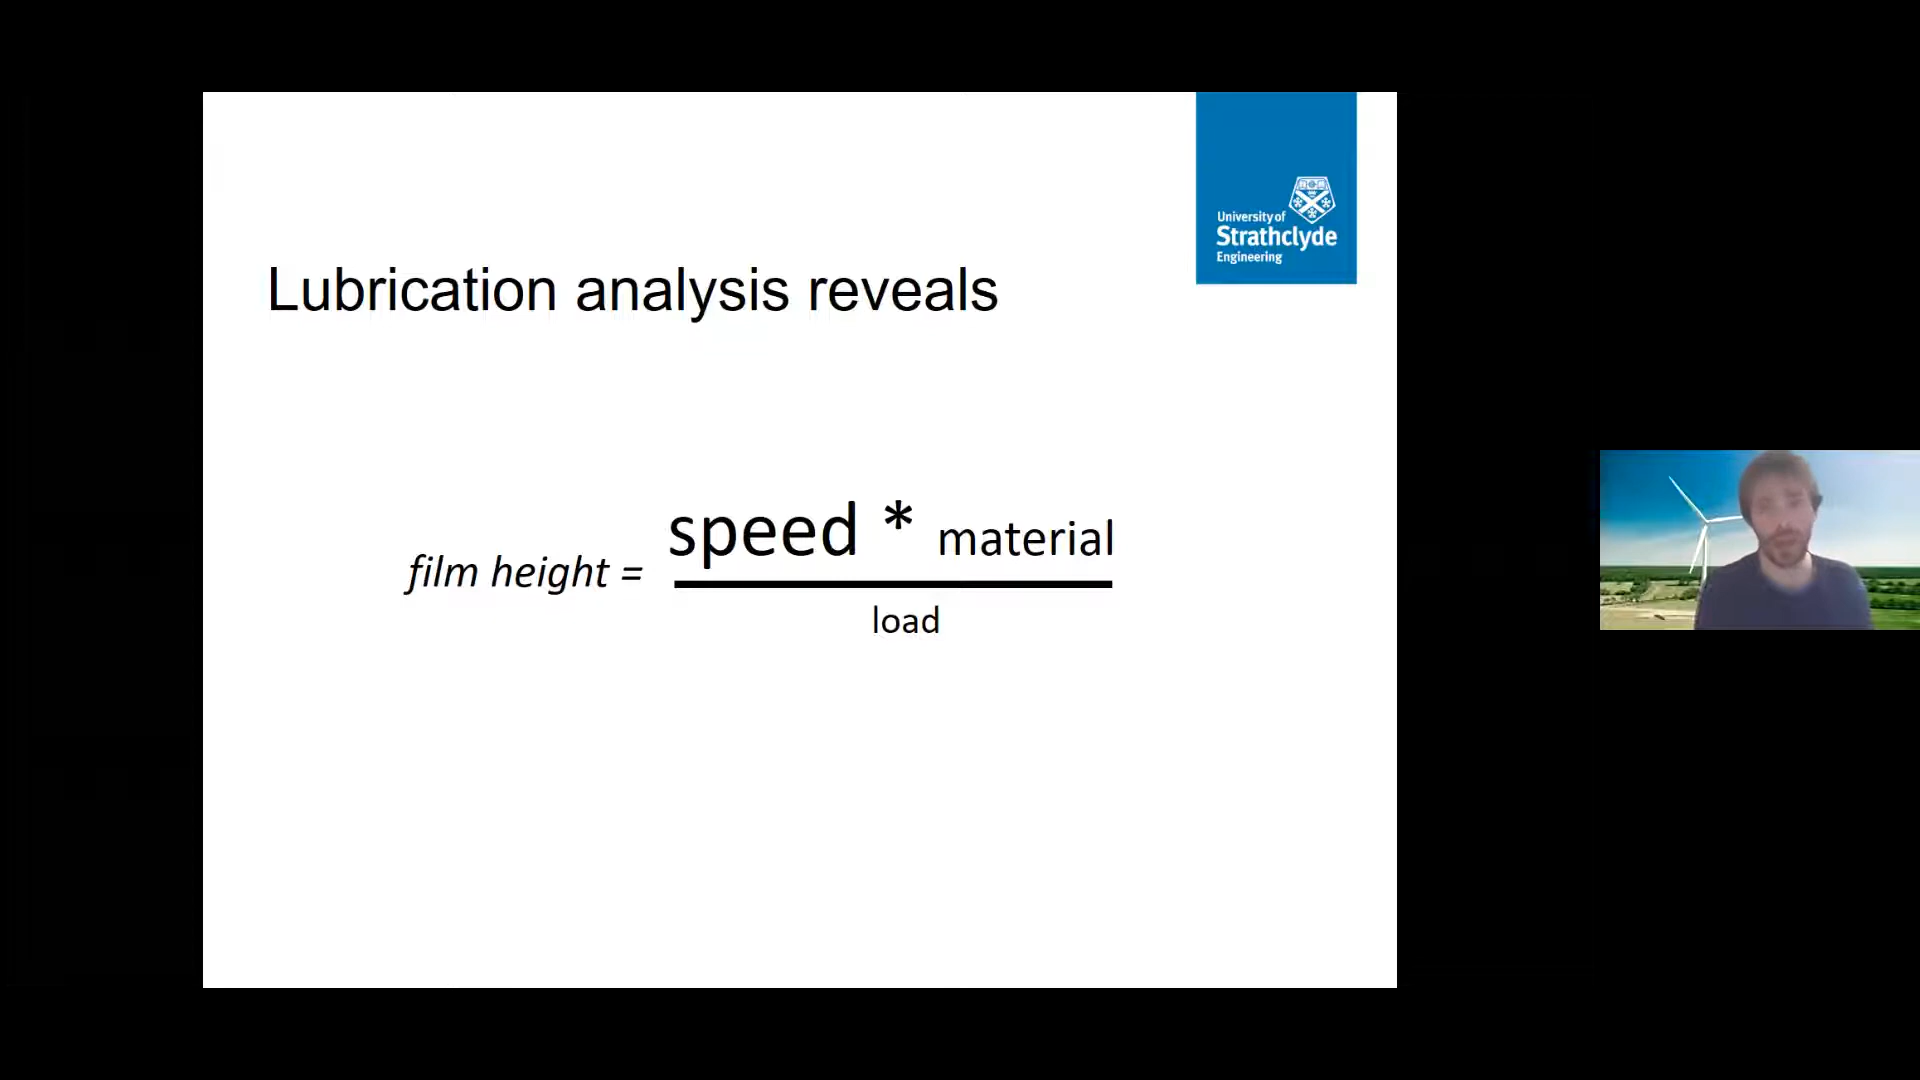 University of
Strathclyde
Engineering
Lubrication analysis reveals
film height = speed * material
load